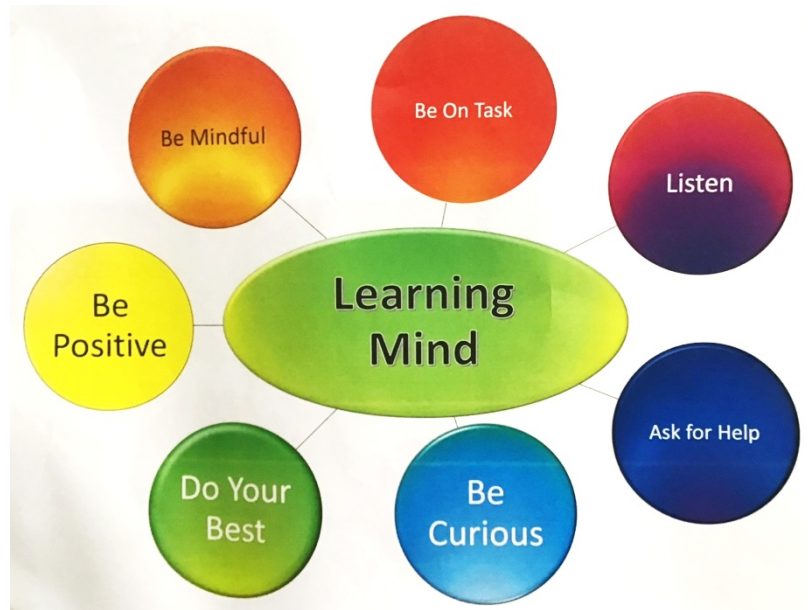 Be On Task
Be Mindful
Listen
Learning
Mind
Be
Positive
Ask for Help
Do Your
Best
Be
Curious